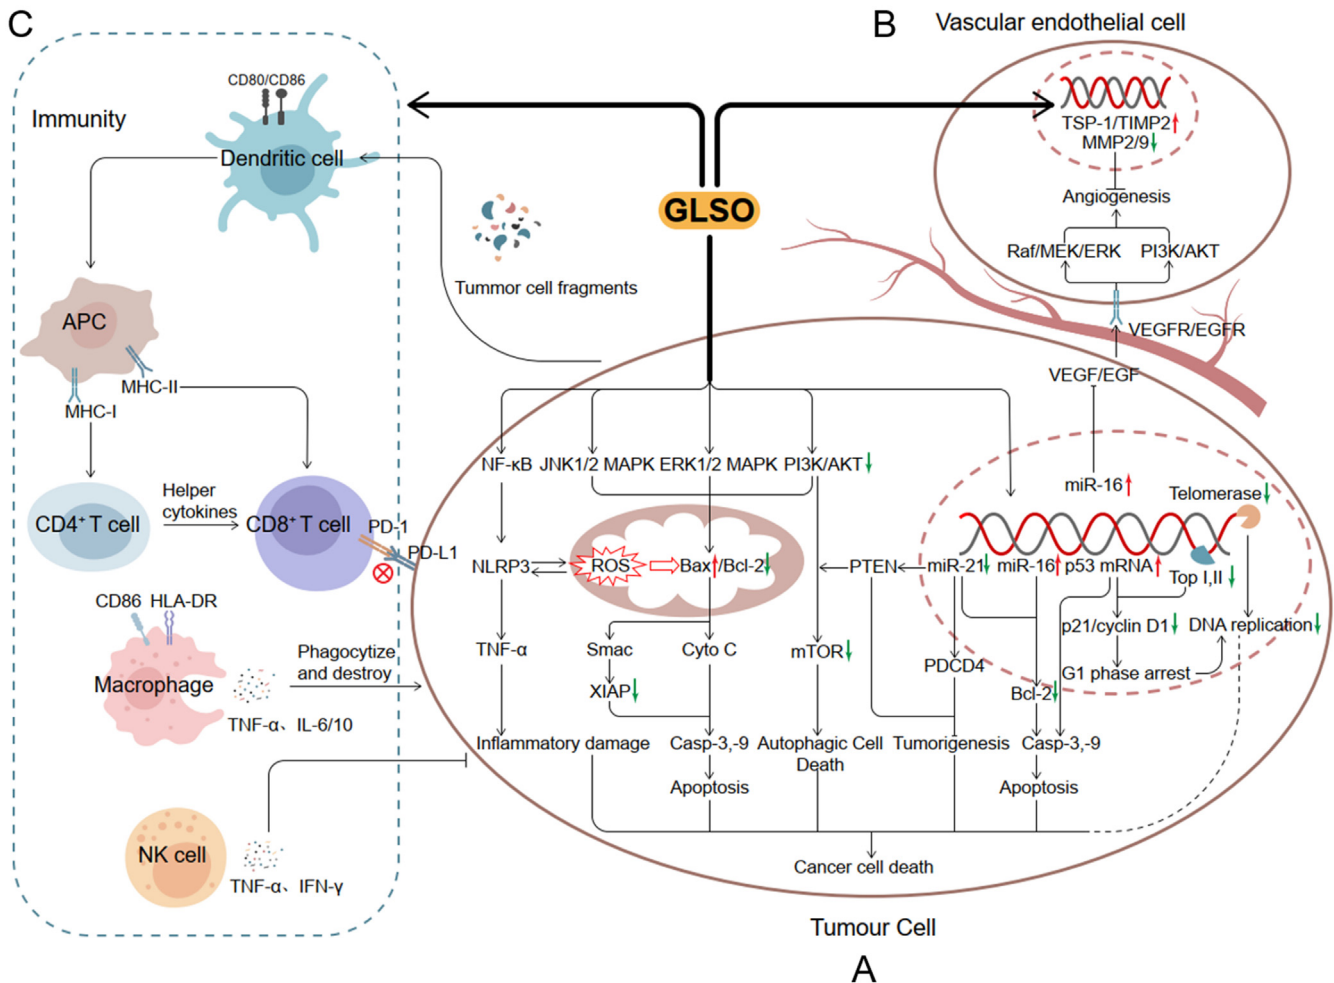 C
B
Vascular endothelial cell
CD80/CD86
Immunity
Dendritic cell
TSP-1/TIMP2
MMP2/9
Angiogenesis
GLSO
Raf/MEK/ERK PI3K/AKT
Tummor cell fragments
APC
VEGFR/EGFR
MHC-II
MHC-I
VEGF/EGF
NF-κB JNK1/2 MAPK ERK1/2 MAPK PI3K/AKT
miR-16
Telomerase
Helper
cytokines
CD4⁺ T cell
CD8⁺ T cell
PD-1
PD-L1
NLRP3
ROS
Bax /Bcl-2
PTEN
miR-21 miR-16 p53 mRNA
Top I,II
CD86 HLA-DR
p21/cyclin D1
DNA replication
Phagocytize
and destroy
TNF-α
Smac
Cyto C
mTOR
PDCD4
G1 phase arrest
Macrophage
XIAP
Bcl-2
TNF-α、IL-6/10
Inflammatory damage
Casp-3,-9
Autophagic Cell
Death
Tumorigenesis
Casp-3,-9
Apoptosis
Apoptosis
NK cell
TNF-α、IFN-γ
Cancer cell death
Tumour Cell
A